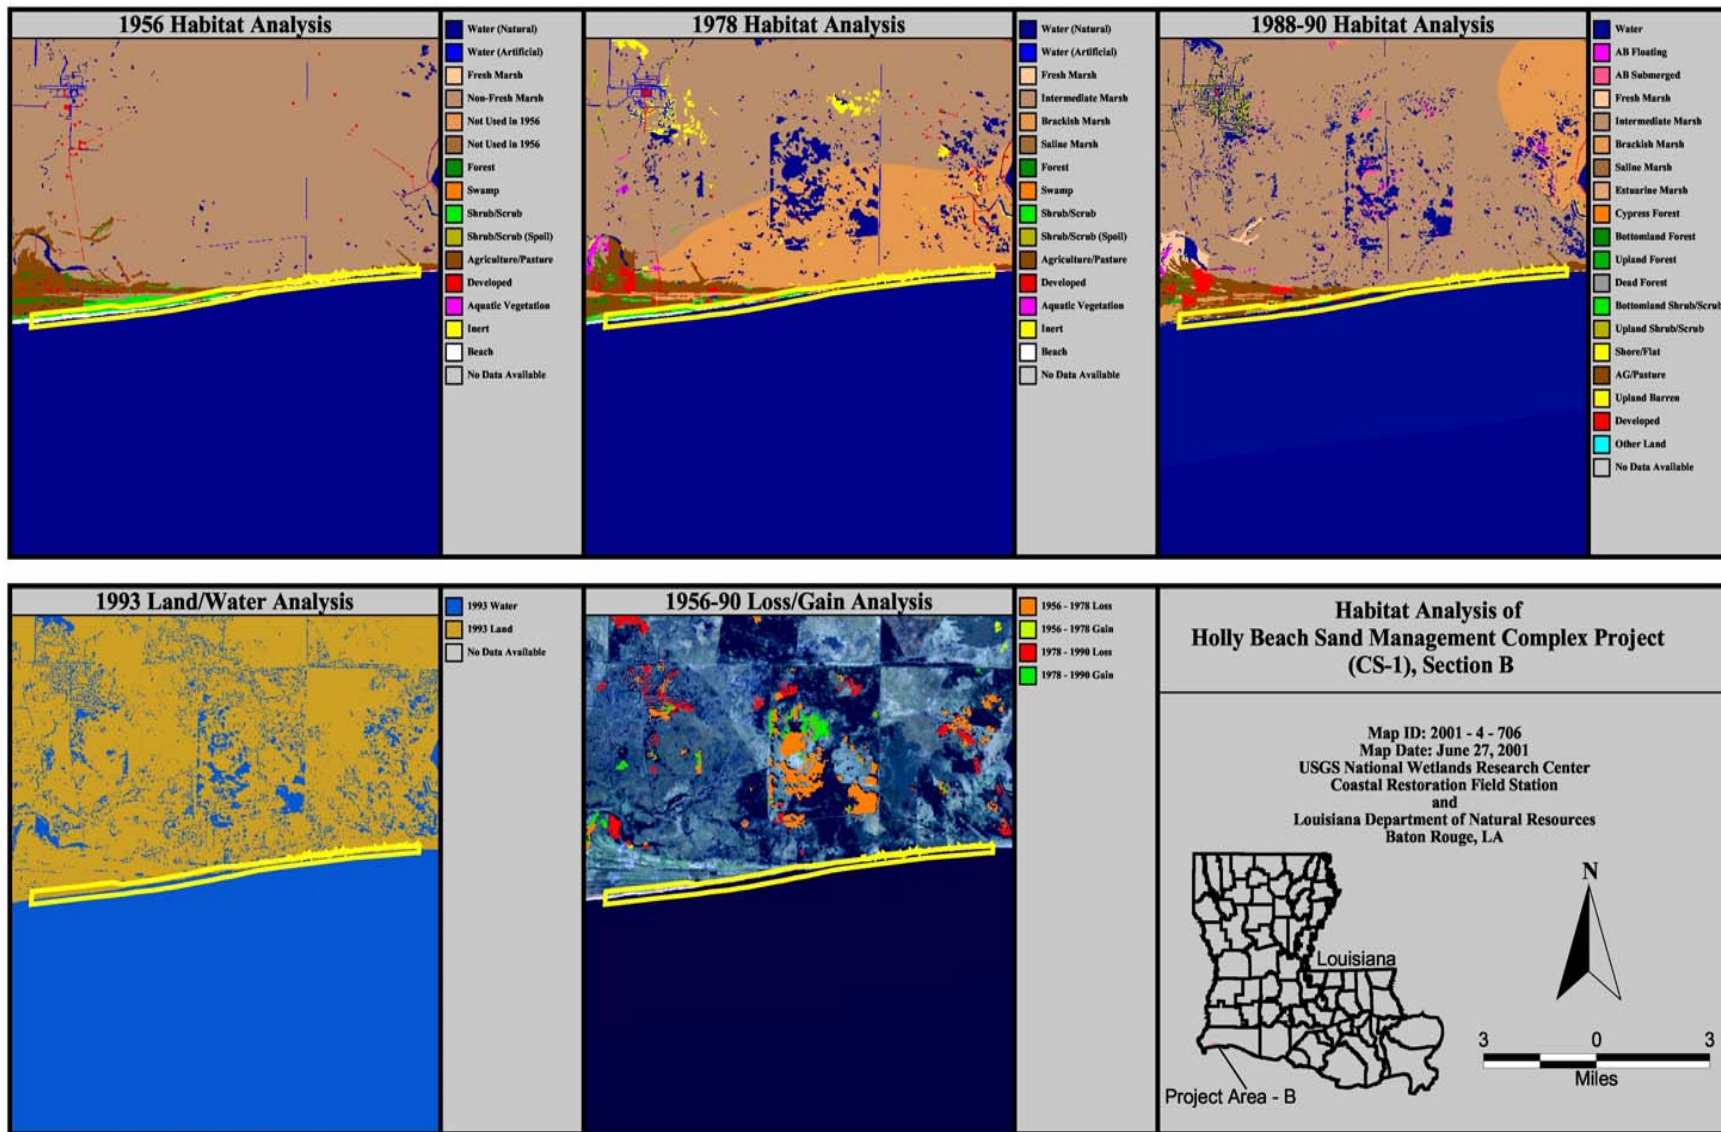 1956 Habitat Analysis
Water (Natural)
Water (Artificial)
Fresh Marsh
Non-Fresh Marsh
Not Used in 1956
Not Used in 1956
Forest
Swamp
Shrub/Scrub
Shrub/Scrub (Spoil)
Agriculture/Pasture
Developed
Aquatic Vegetation
Inert
Beach
No Data Available
1978 Habitat Analysis
Water (Natural)
Water (Artificial)
Fresh Marsh
Intermediate Marsh
Brackish Marsh
Saline Marsh
Forest
Swamp
Shrub/Scrub
Shrub/Scrub (Spoil)
Agriculture/Pasture
Developed
Aquatic Vegetation
Inert
Beach
No Data Available
1988-90 Habitat Analysis
Water
AB Floating
AB Submerged
Fresh Marsh
Intermediate Marsh
Brackish Marsh
Saline Marsh
Estuarine Marsh
Cypress Forest
Bottomland Forest
Upland Forest
Dead Forest
Bottomland Shrub/Scrub
Upland Shrub/Scrub
Shore/Flat
AG/Pasture
Upland Barren
Developed
Other Land
No Data Available
1993 Land/Water Analysis
1993 Water
1993 Land
No Data Available
1956-90 Loss/Gain Analysis
1956 - 1978 Loss
1956 - 1978 Gain
1978 - 1990 Loss
1978 - 1990 Gain
Habitat Analysis of
Holly Beach Sand Management Complex Project
(CS-1), Section B
Map ID: 2001 - 4 - 706
Map Date: June 27, 2001
USGS National Wetlands Research Center
Coastal Restoration Field Station
and
Louisiana Department of Natural Resources
Baton Rouge, LA
N
Louisiana
3 0 3
Miles
Project Area - B